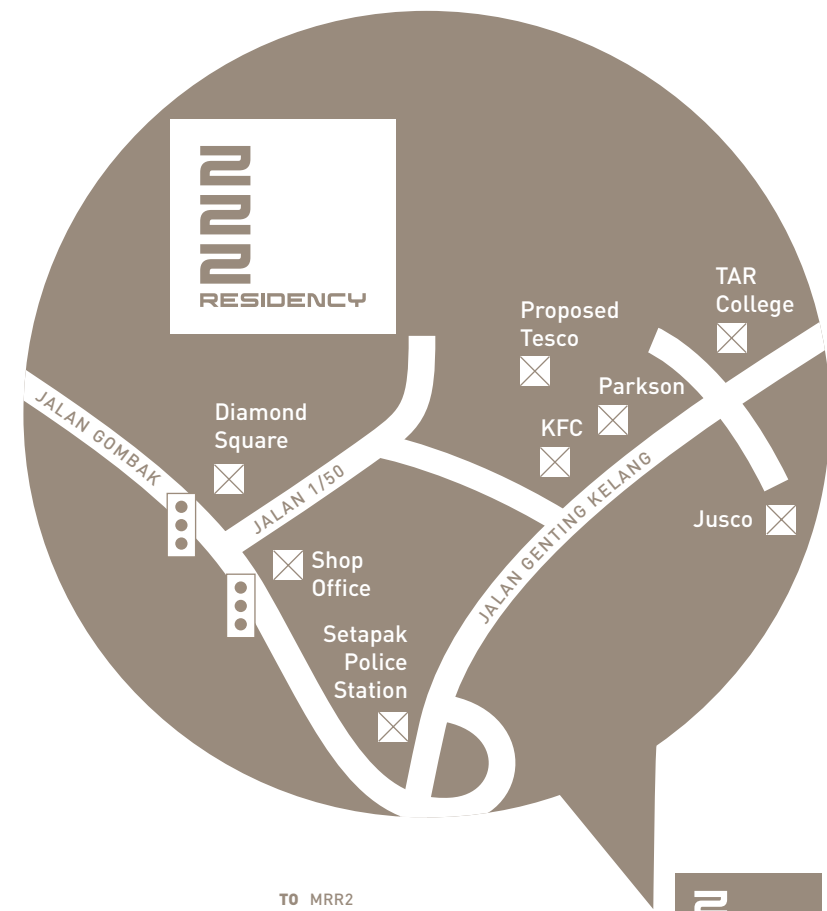 222
RESIDENCY
TAR
College
Proposed
Tesco
Parkson
KFC
Diamond
Square
JALAN GOMBAK
JALAN 1/50
JALAN GENTING KELANG
Jusco
Shop
Office
Setapak
Police
Station
TO MRR2
2